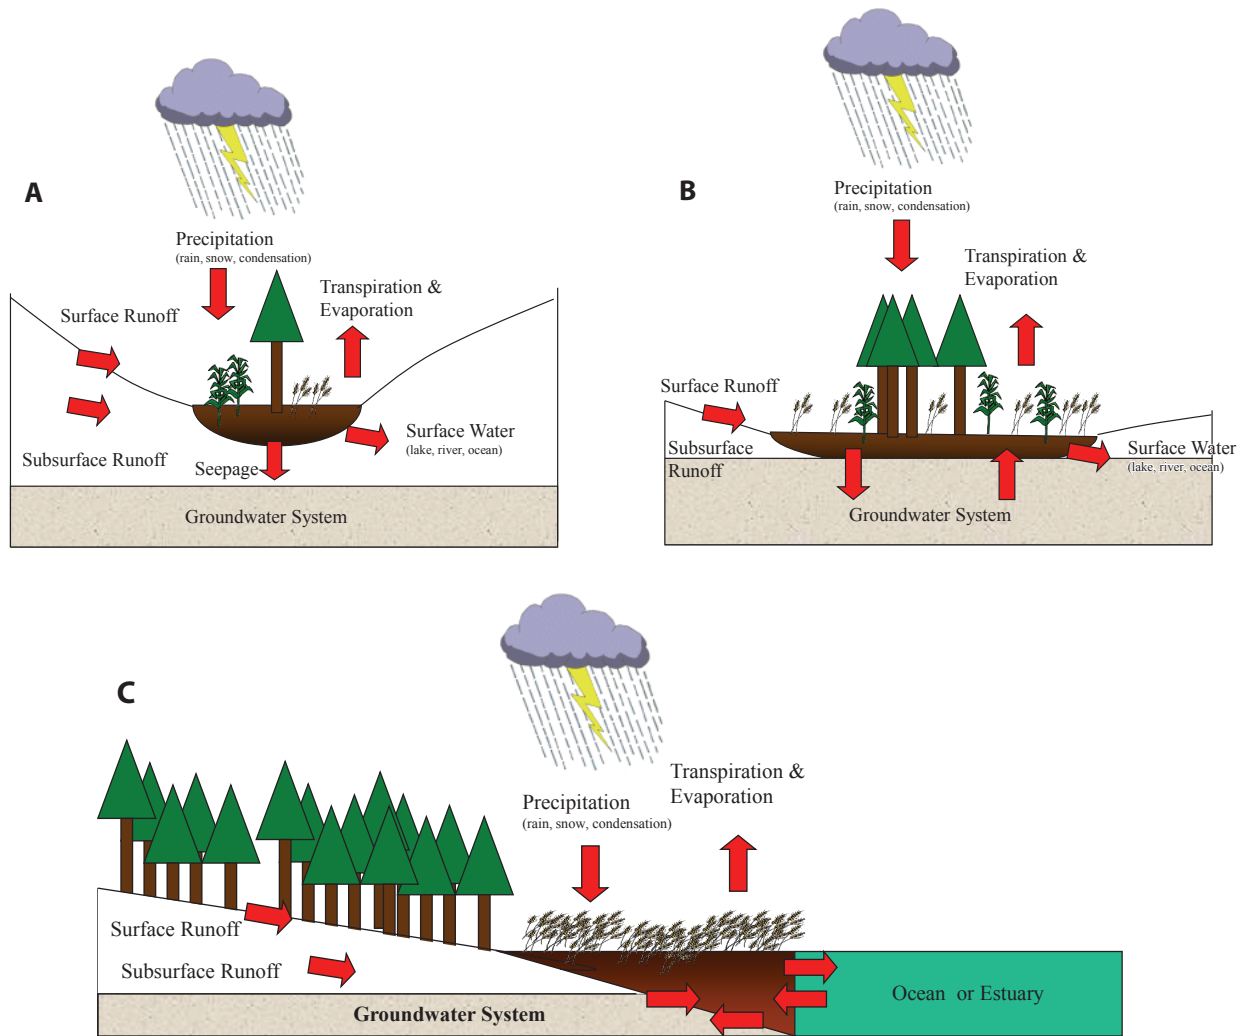 A
Precipitation
(rain, snow, condensation)
Transpiration &
Evaporation
Surface Runoff
Subsurface Runoff
Seepage
Surface Water
(lake, river, ocean)
Groundwater System
B
Precipitation
(rain, snow, condensation)
Transpiration &
Evaporation
Surface Runoff
Subsurface
Runoff
Surface Water
(lake, river, ocean)
Groundwater System
C
Precipitation
(rain, snow, condensation)
Transpiration &
Evaporation
Surface Runoff
Subsurface Runoff
Groundwater System
Ocean or Estuary